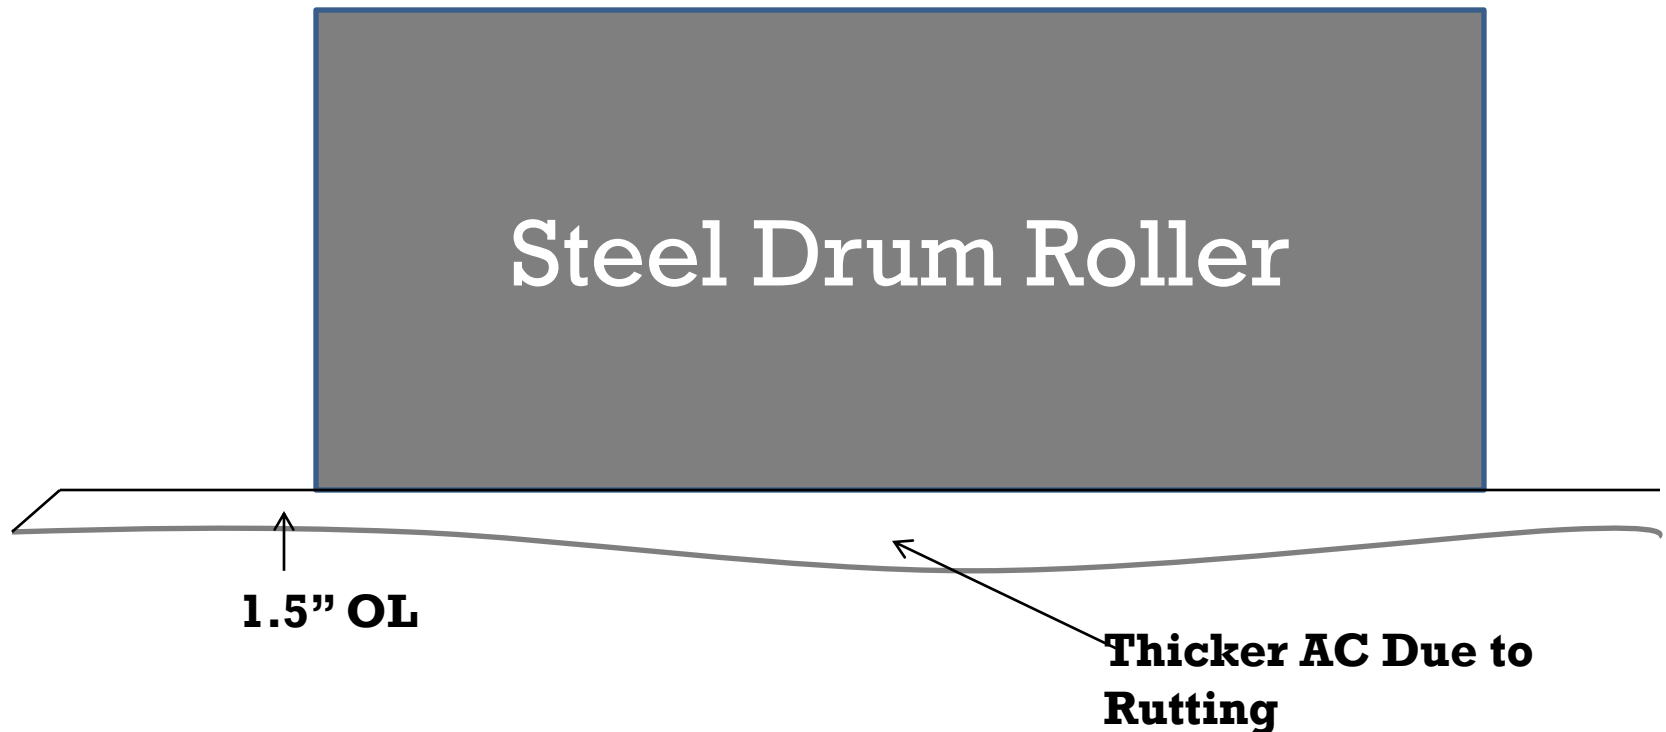 Steel Drum Roller
1.5” OL
Thicker AC Due to
Rutting